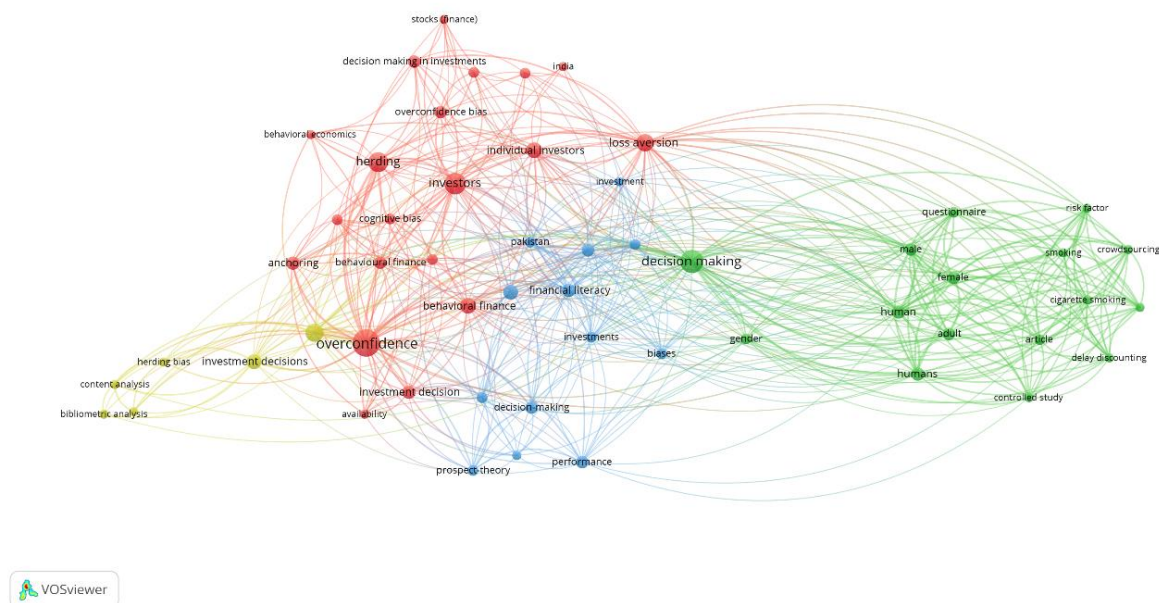 stocks (finance)
decision making in investments
india
overconfidence bias
behavioral economics
herding
individual investors
loss aversion
investors
investment
cognitive bias
questionnaire
risk factor
pakistan
male
smoking
crowdsourcing
anchoring
behavioural finance
decision making
female
financial literacy
cigarette smoking
behavioral finance
human
overconfidence
investments
gender
adult
article
herding bias
investment decisions
biases
delay discounting
content analysis
humans
investment decision
controlled study
bibliometric analysis
availability
decision-making
prospect-theory
performance
VOSviewer